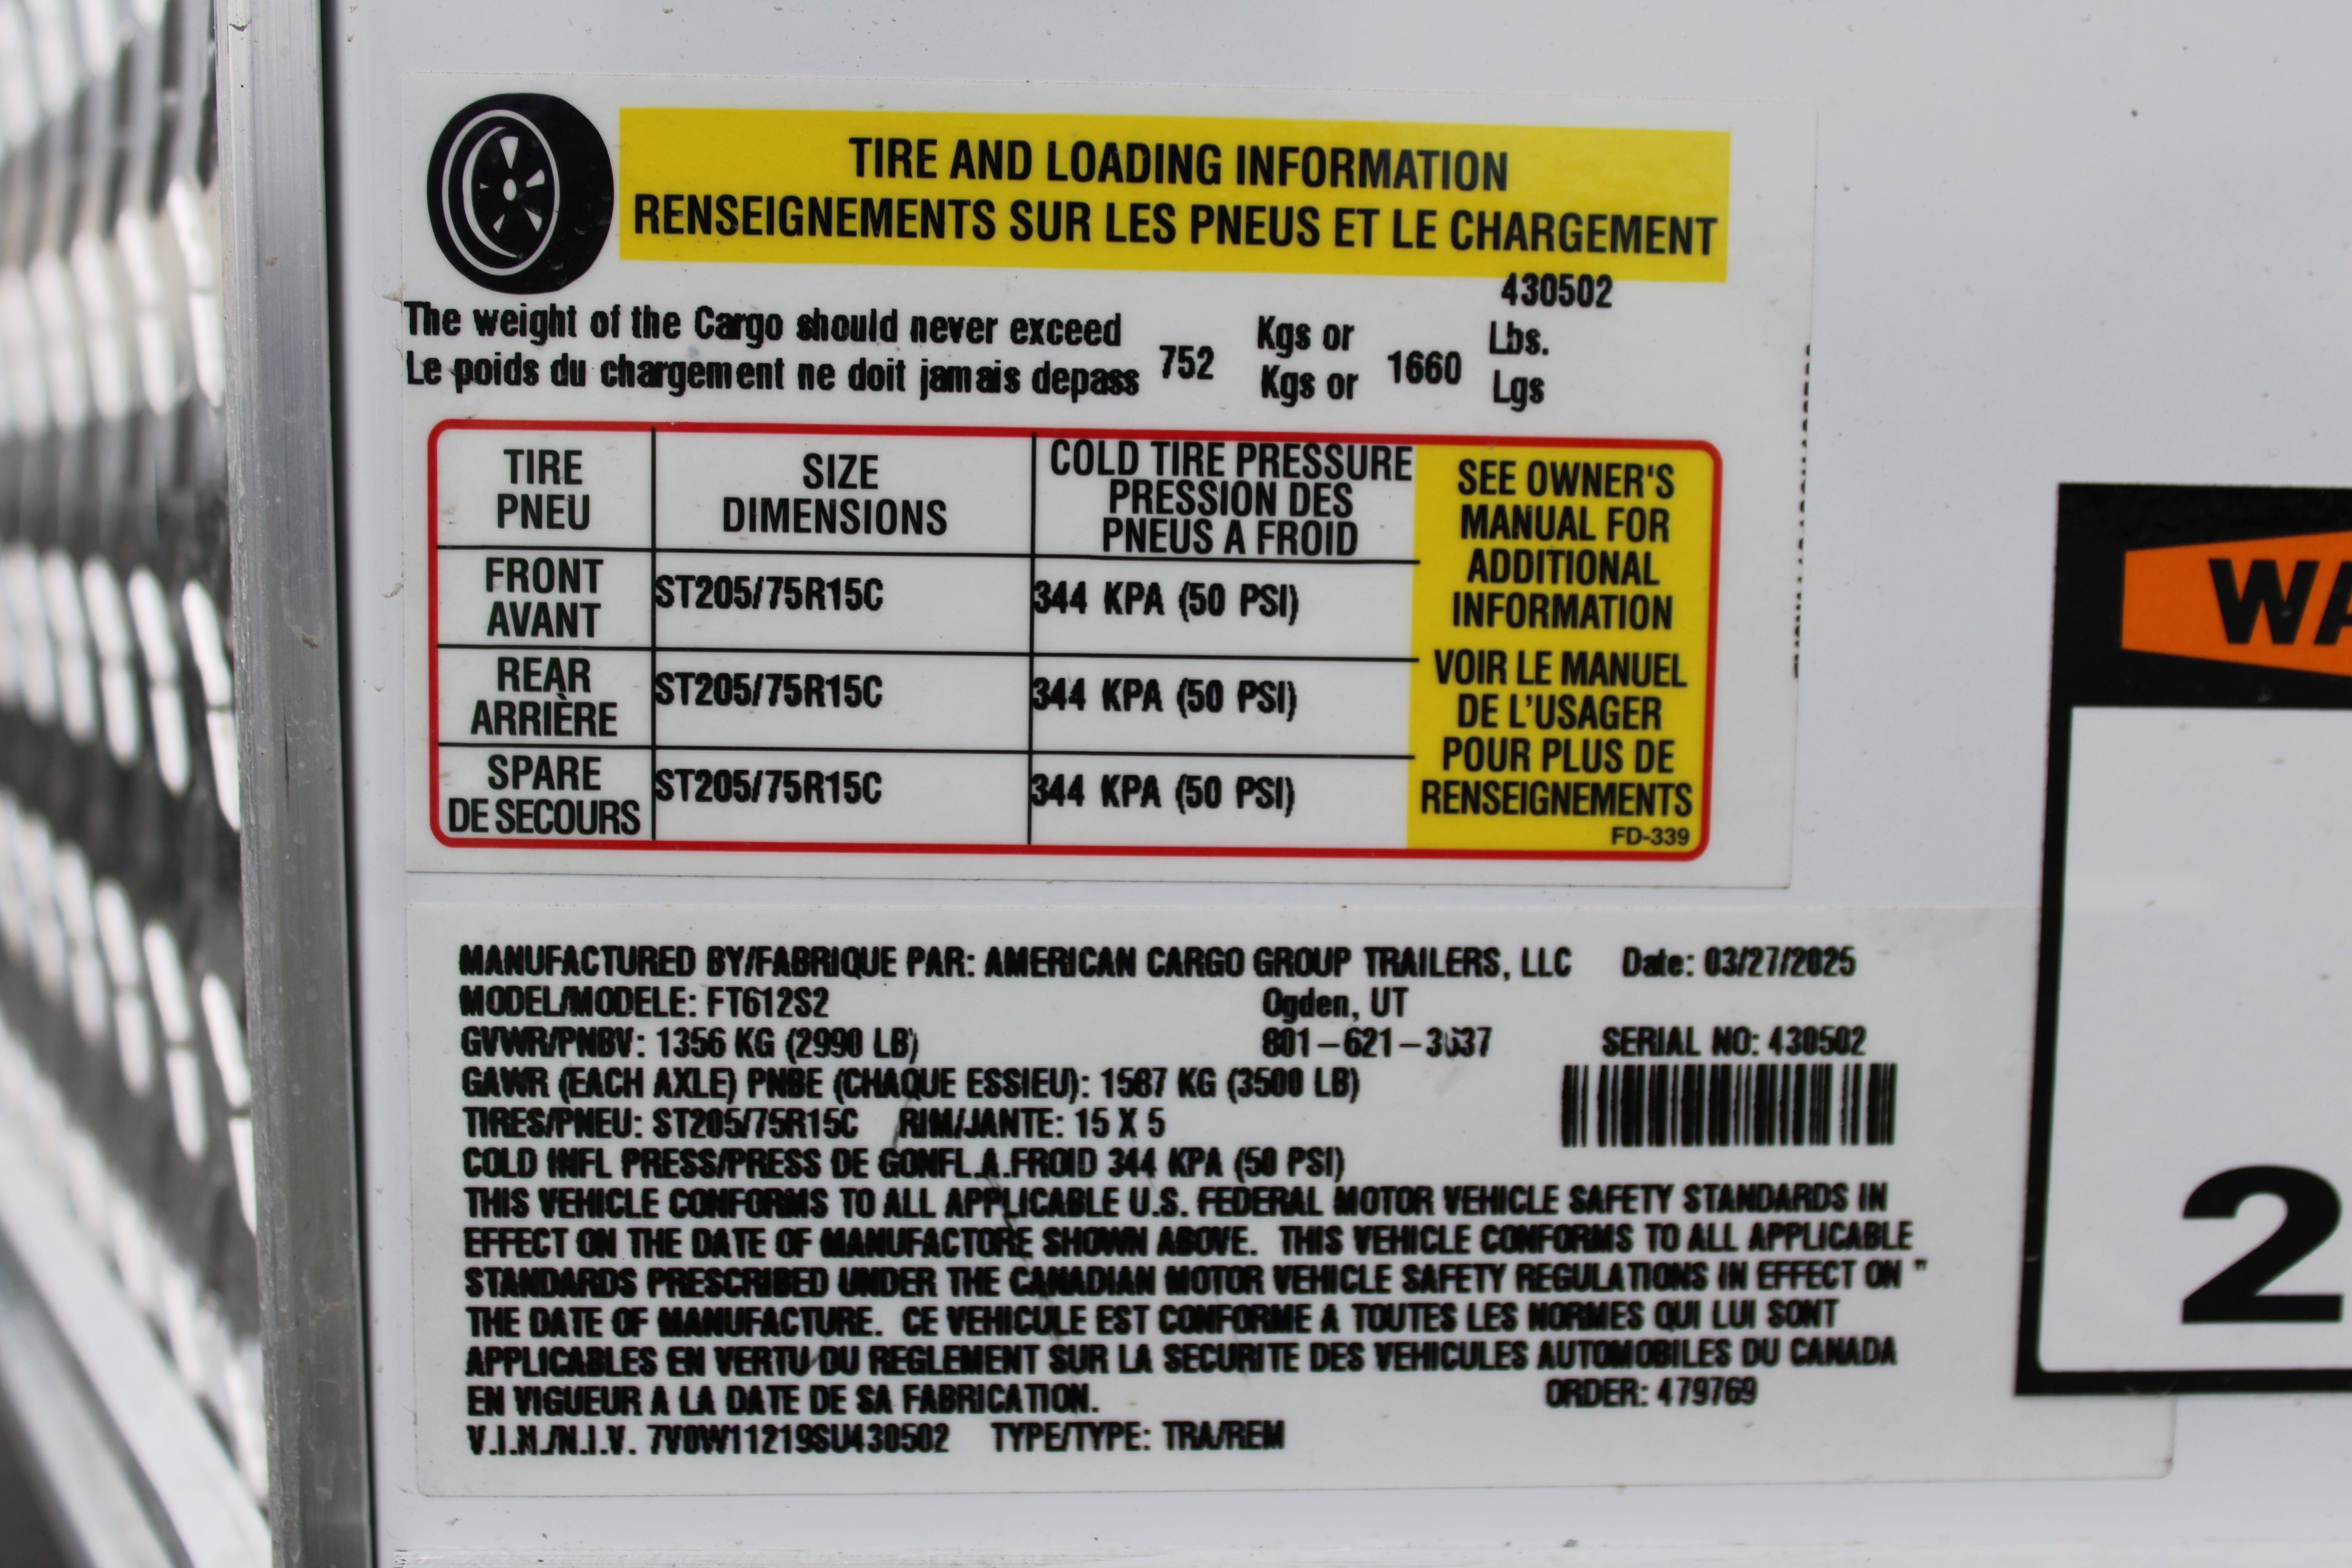 TIRE AND LOADING INFORMATION
RENSEIGNEMENTS SUR LES PNEUS ET LE CHARGEMENT
430502
The weight of the Cargo should never exceed 752 Kgs or 1660 Lbs.
Le poids du chargement ne doit jamais depass Kgs or Lgs
TIRE SIZE COLD TIRE PRESSURE
PNEU DIMENSIONS PRESSION DES
PNEUS A FROID
FRONT
AVANT ST205/75R15C 344 KPA (50 PSI)
REAR
ARRIÈRE ST205/75R15C 344 KPA (50 PSI)
SPARE
DE SECOURS ST205/75R15C 344 KPA (50 PSI)
SEE OWNER'S
MANUAL FOR
ADDITIONAL
INFORMATION
VOIR LE MANUEL
DE L'USAGER
POUR PLUS DE
RENSEIGNEMENTS
FD-339
MANUFACTURED BY/FABRIQUE PAR: AMERICAN CARGO GROUP TRAILERS, LLC Date: 03/27/2025
MODEL/MODELE: FT612S2 Ogden, UT
GVWR/PNBV: 1356 KG (2990 LB) 801-621-3637 SERIAL NO: 430502
GAWR (EACH AXLE) PNBE (CHAQUE ESSIEU): 1587 KG (3500 LB)
TIRES/PNEU: ST205/75R15C RIM/JANTE: 15 X 5
COLD INFL PRESS/PRESS DE GONFL.A.FROID 344 KPA (50 PSI)
THIS VEHICLE CONFORMS TO ALL APPLICABLE U.S. FEDERAL MOTOR VEHICLE SAFETY STANDARDS IN
EFFECT ON THE DATE OF MANUFACTORE SHOWN ABOVE. THIS VEHICLE CONFORMS TO ALL APPLICABLE
STANDARDS PRESCRIBED UNDER THE CANADIAN MOTOR VEHICLE SAFETY REGULATIONS IN EFFECT ON "
THE DATE OF MANUFACTURE. CE VEHICULE EST CONFORME A TOUTES LES NORMES QUI LUI SONT
APPLICABLES EN VERTU DU REGLEMENT SUR LA SECURITE DES VEHICULES AUTOMOBILES DU CANADA
EN VIGUEUR A LA DATE DE SA FABRICATION. ORDER: 479769
V.I.N./N.I.V. 7V0W11219SU430502 TYPE/TYPE: TRA/REM
WA
2